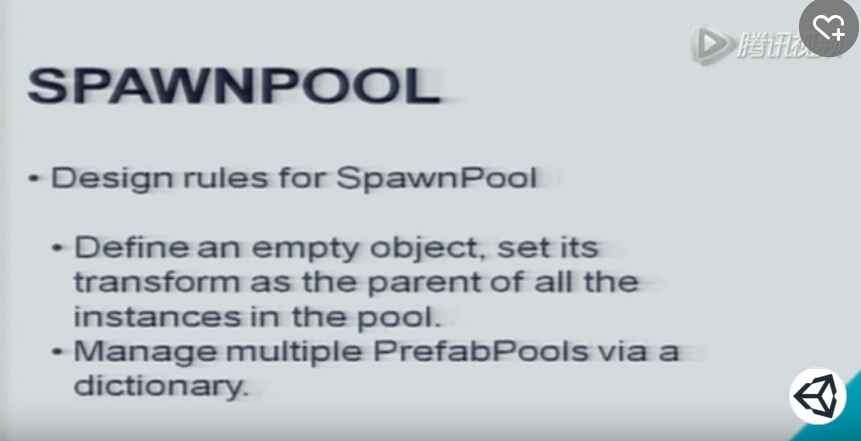 腾讯视频
SPAWNPOOL
• Design rules for SpawnPool
• Define an empty object, set its
transform as the parent of all the
instances in the pool.
• Manage multiple PrefabPools via a
dictionary.